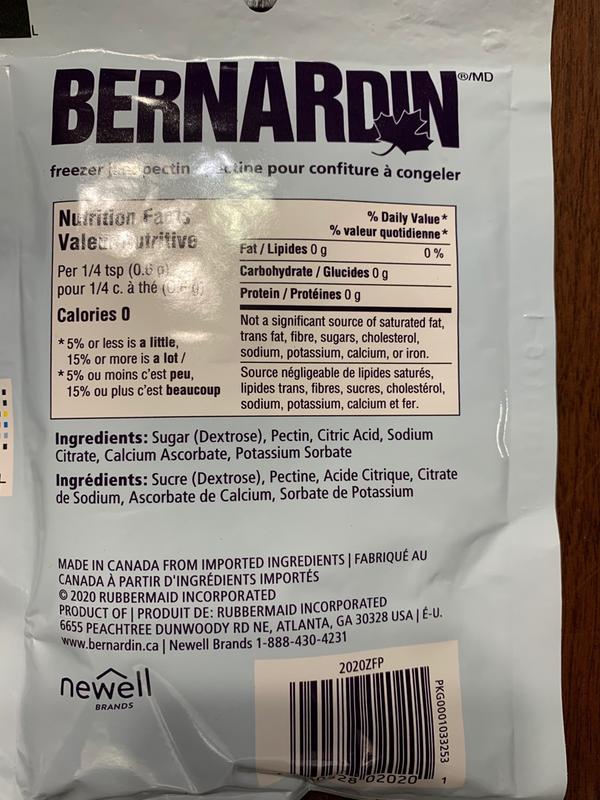 L
BERNARDIN ®/MD
freezer pectin pour confiture à congeler
Nutrition Facts
Valeur nutritive
Per 1/4 tsp (0.6 g)
pour 1/4 c. à thé
Calories 0
* 5% or less is a little,
15% or more is a lot /
* 5% ou moins c'est peu,
15% ou plus c'est beaucoup
% Daily Value*
% valeur quotidienne*
Fat / Lipides 0 g 0 %
Carbohydrate / Glucides 0 g
Protein / Protéines 0 g
Not a significant source of saturated fat,
trans fat, fibre, sugars, cholesterol,
sodium, potassium, calcium, or iron.
Source négligeable de lipides saturés,
lipides trans, fibres, sucres, cholestérol,
sodium, potassium, calcium et fer.
Ingredients: Sugar (Dextrose), Pectin, Citric Acid, Sodium
Citrate, Calcium Ascorbate, Potassium Sorbate
Ingrédients: Sucre (Dextrose), Pectine, Acide Citrique, Citrate
de Sodium, Ascorbate de Calcium, Sorbate de Potassium
L
MADE IN CANADA FROM IMPORTED INGREDIENTS | FABRIQUÉ AU
CANADA À PARTIR D'INGRÉDIENTS IMPORTÉS
© 2020 RUBBERMAID INCORPORATED
PRODUCT OF | PRODUIT DE: RUBBERMAID INCORPORATED
6655 PEACHTREE DUNWOODY RD NE, ATLANTA, GA 30328 USA | É-U.
www.bernardin.ca | Newell Brands 1-888-430-4231
newell
BRANDS
2020ZFP
PKG0001033253
28 02020 1